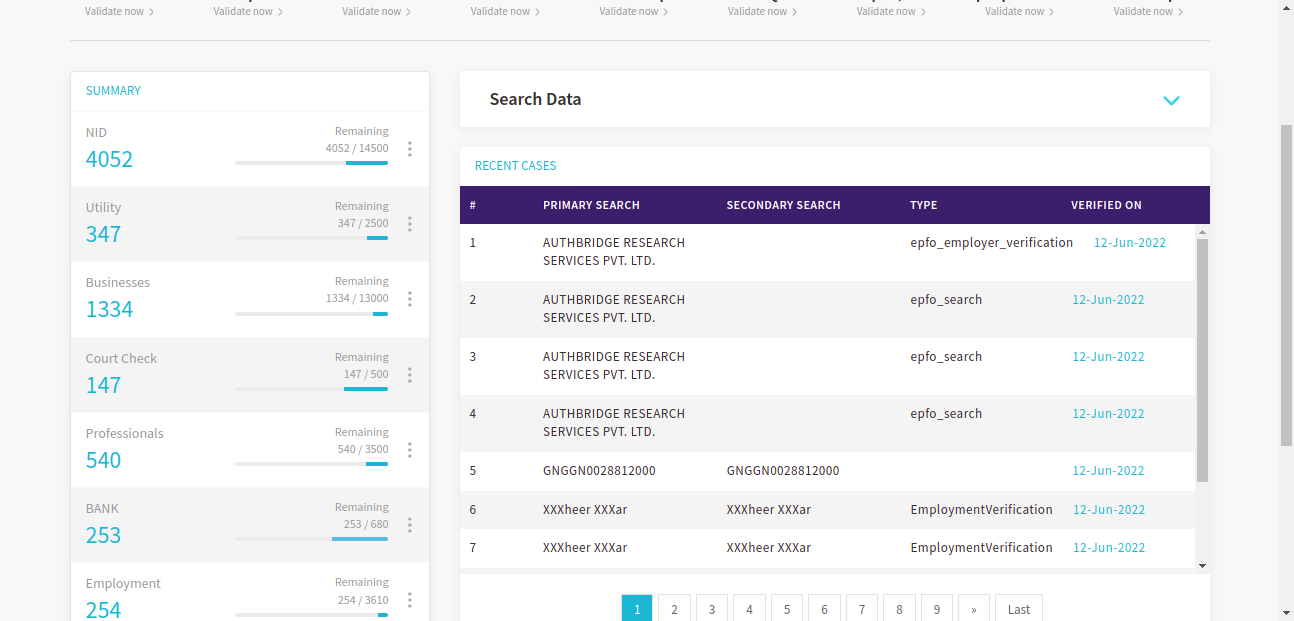 Validate now Validate now Validate now Validate now Validate now Validate now Validate now Validate now Validate now
SUMMARY
NID
Remaining
4052
4052 / 14500
Utility
Remaining
347
347 / 2500
Businesses
Remaining
1334
1334 / 13000
Court Check
Remaining
147
147 / 500
Professionals
Remaining
540
540 / 3500
BANK
Remaining
253
253 / 680
Employment
Remaining
254
254 / 3610
Search Data
RECENT CASES
# PRIMARY SEARCH SECONDARY SEARCH TYPE VERIFIED ON
1 AUTHBRIDGE RESEARCH epfo_employer_verification 12-Jun-2022
SERVICES PVT. LTD.
2 AUTHBRIDGE RESEARCH epfo_search 12-Jun-2022
SERVICES PVT. LTD.
3 AUTHBRIDGE RESEARCH epfo_search 12-Jun-2022
SERVICES PVT. LTD.
4 AUTHBRIDGE RESEARCH epfo_search 12-Jun-2022
SERVICES PVT. LTD.
5 GNGGN0028812000 GNGGN0028812000 12-Jun-2022
6 XXXheer XXXar XXXheer XXXar EmploymentVerification 12-Jun-2022
7 XXXheer XXXar XXXheer XXXar EmploymentVerification 12-Jun-2022
1 2 3 4 5 6 7 8 9 » Last